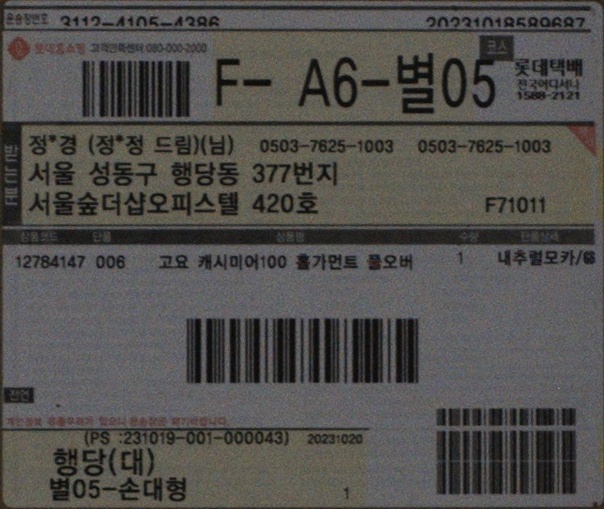 운송장번호 3112-4105-4386 20231018589687
롯데홈쇼핑 고객만족센터 080-000-2000
코스
F- A6-별05
롯데택배
전국어디서나
1588-2121
받는분
정*경 (정*정 드림)(님) 0503-7625-1003 0503-7625-1003
서울 성동구 행당동 377번지
서울숲더샵오피스텔 420호 F71011
상품코드 단품 상품명 수량 단품상세
12784147 006 고요 캐시미어100 홀가먼트 풀오버 1 내추럴모카/66
전언
개인정보 유출우려가 있으니 운송장은 폐기바랍니다.
(PS :231019-001-000043) 20231020
행당(대)
별05-손대형 1